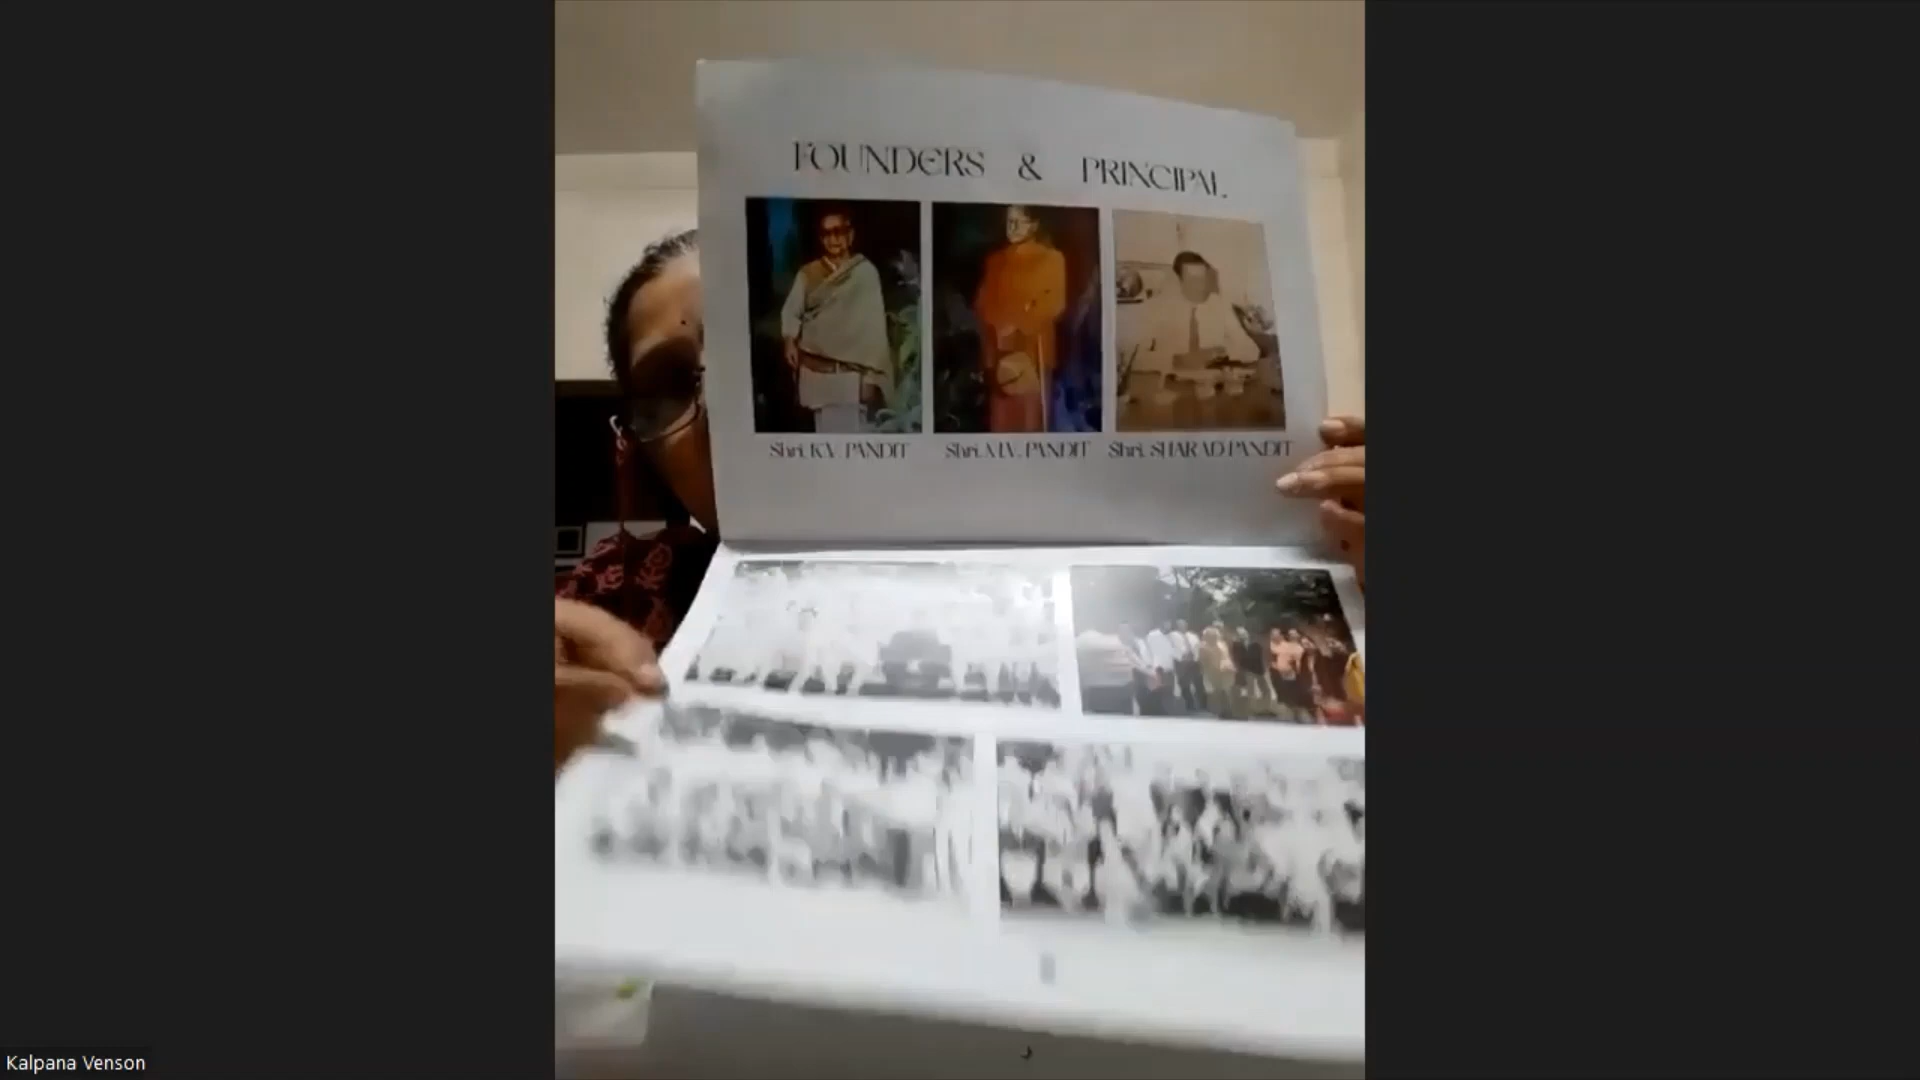 FOUNDERS & PRINCIPAL
Shri. K.V. PANDIT
Shri. M.V. PANDIT
Shri. SHARAD PANDIT
Kalpana Venson